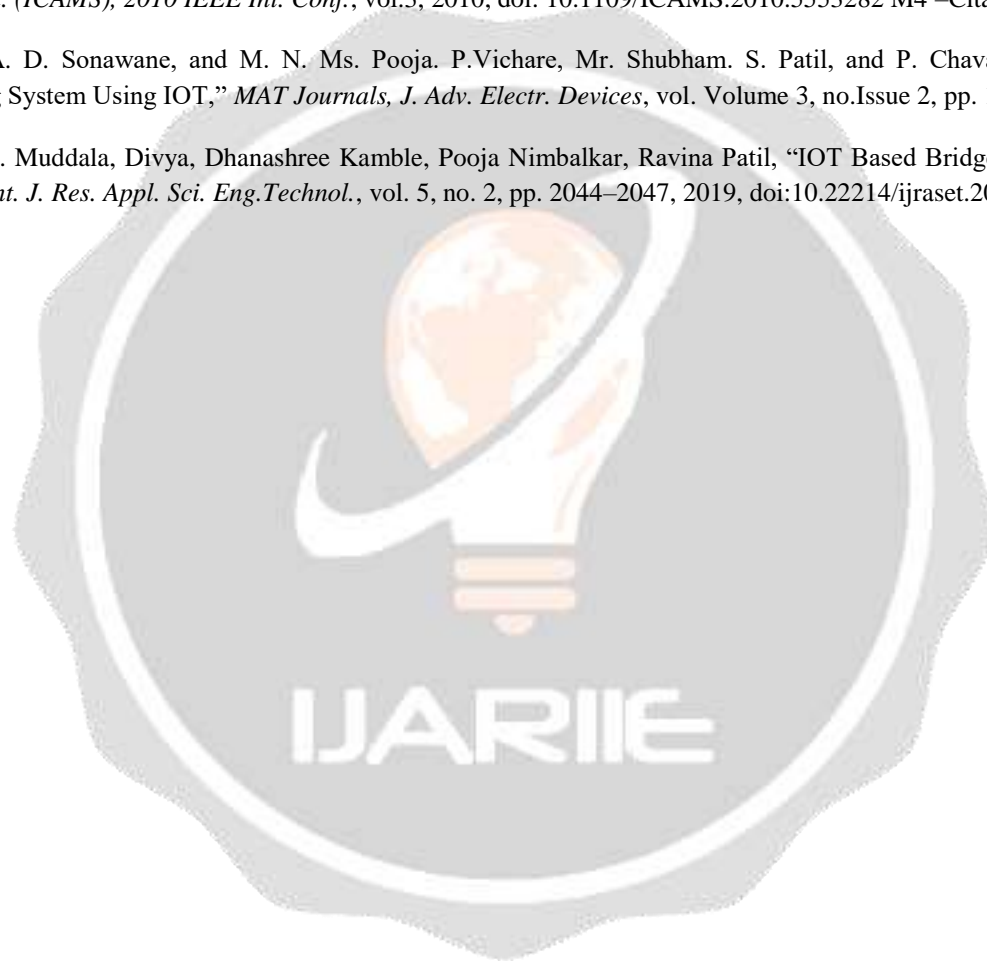 . (ICAMS), 2010 IEEE Int. Conf., vol.3, 2010, doi: 10.1109/ICAMS.2010.5553282 M4 –Cita
A. D. Sonawane, and M. N. Ms. Pooja. P.Vichare, Mr. Shubham. S. Patil, and P. Chava
g System Using IOT,” MAT Journals, J. Adv. Electr. Devices, vol. Volume 3, no.Issue 2, pp.
. Muddala, Divya, Dhanashree Kamble, Pooja Nimbalkar, Ravina Patil, “IOT Based Bridge
nt. J. Res. Appl. Sci. Eng.Technol., vol. 5, no. 2, pp. 2044–2047, 2019, doi:10.22214/ijraset.20
IJARIIE